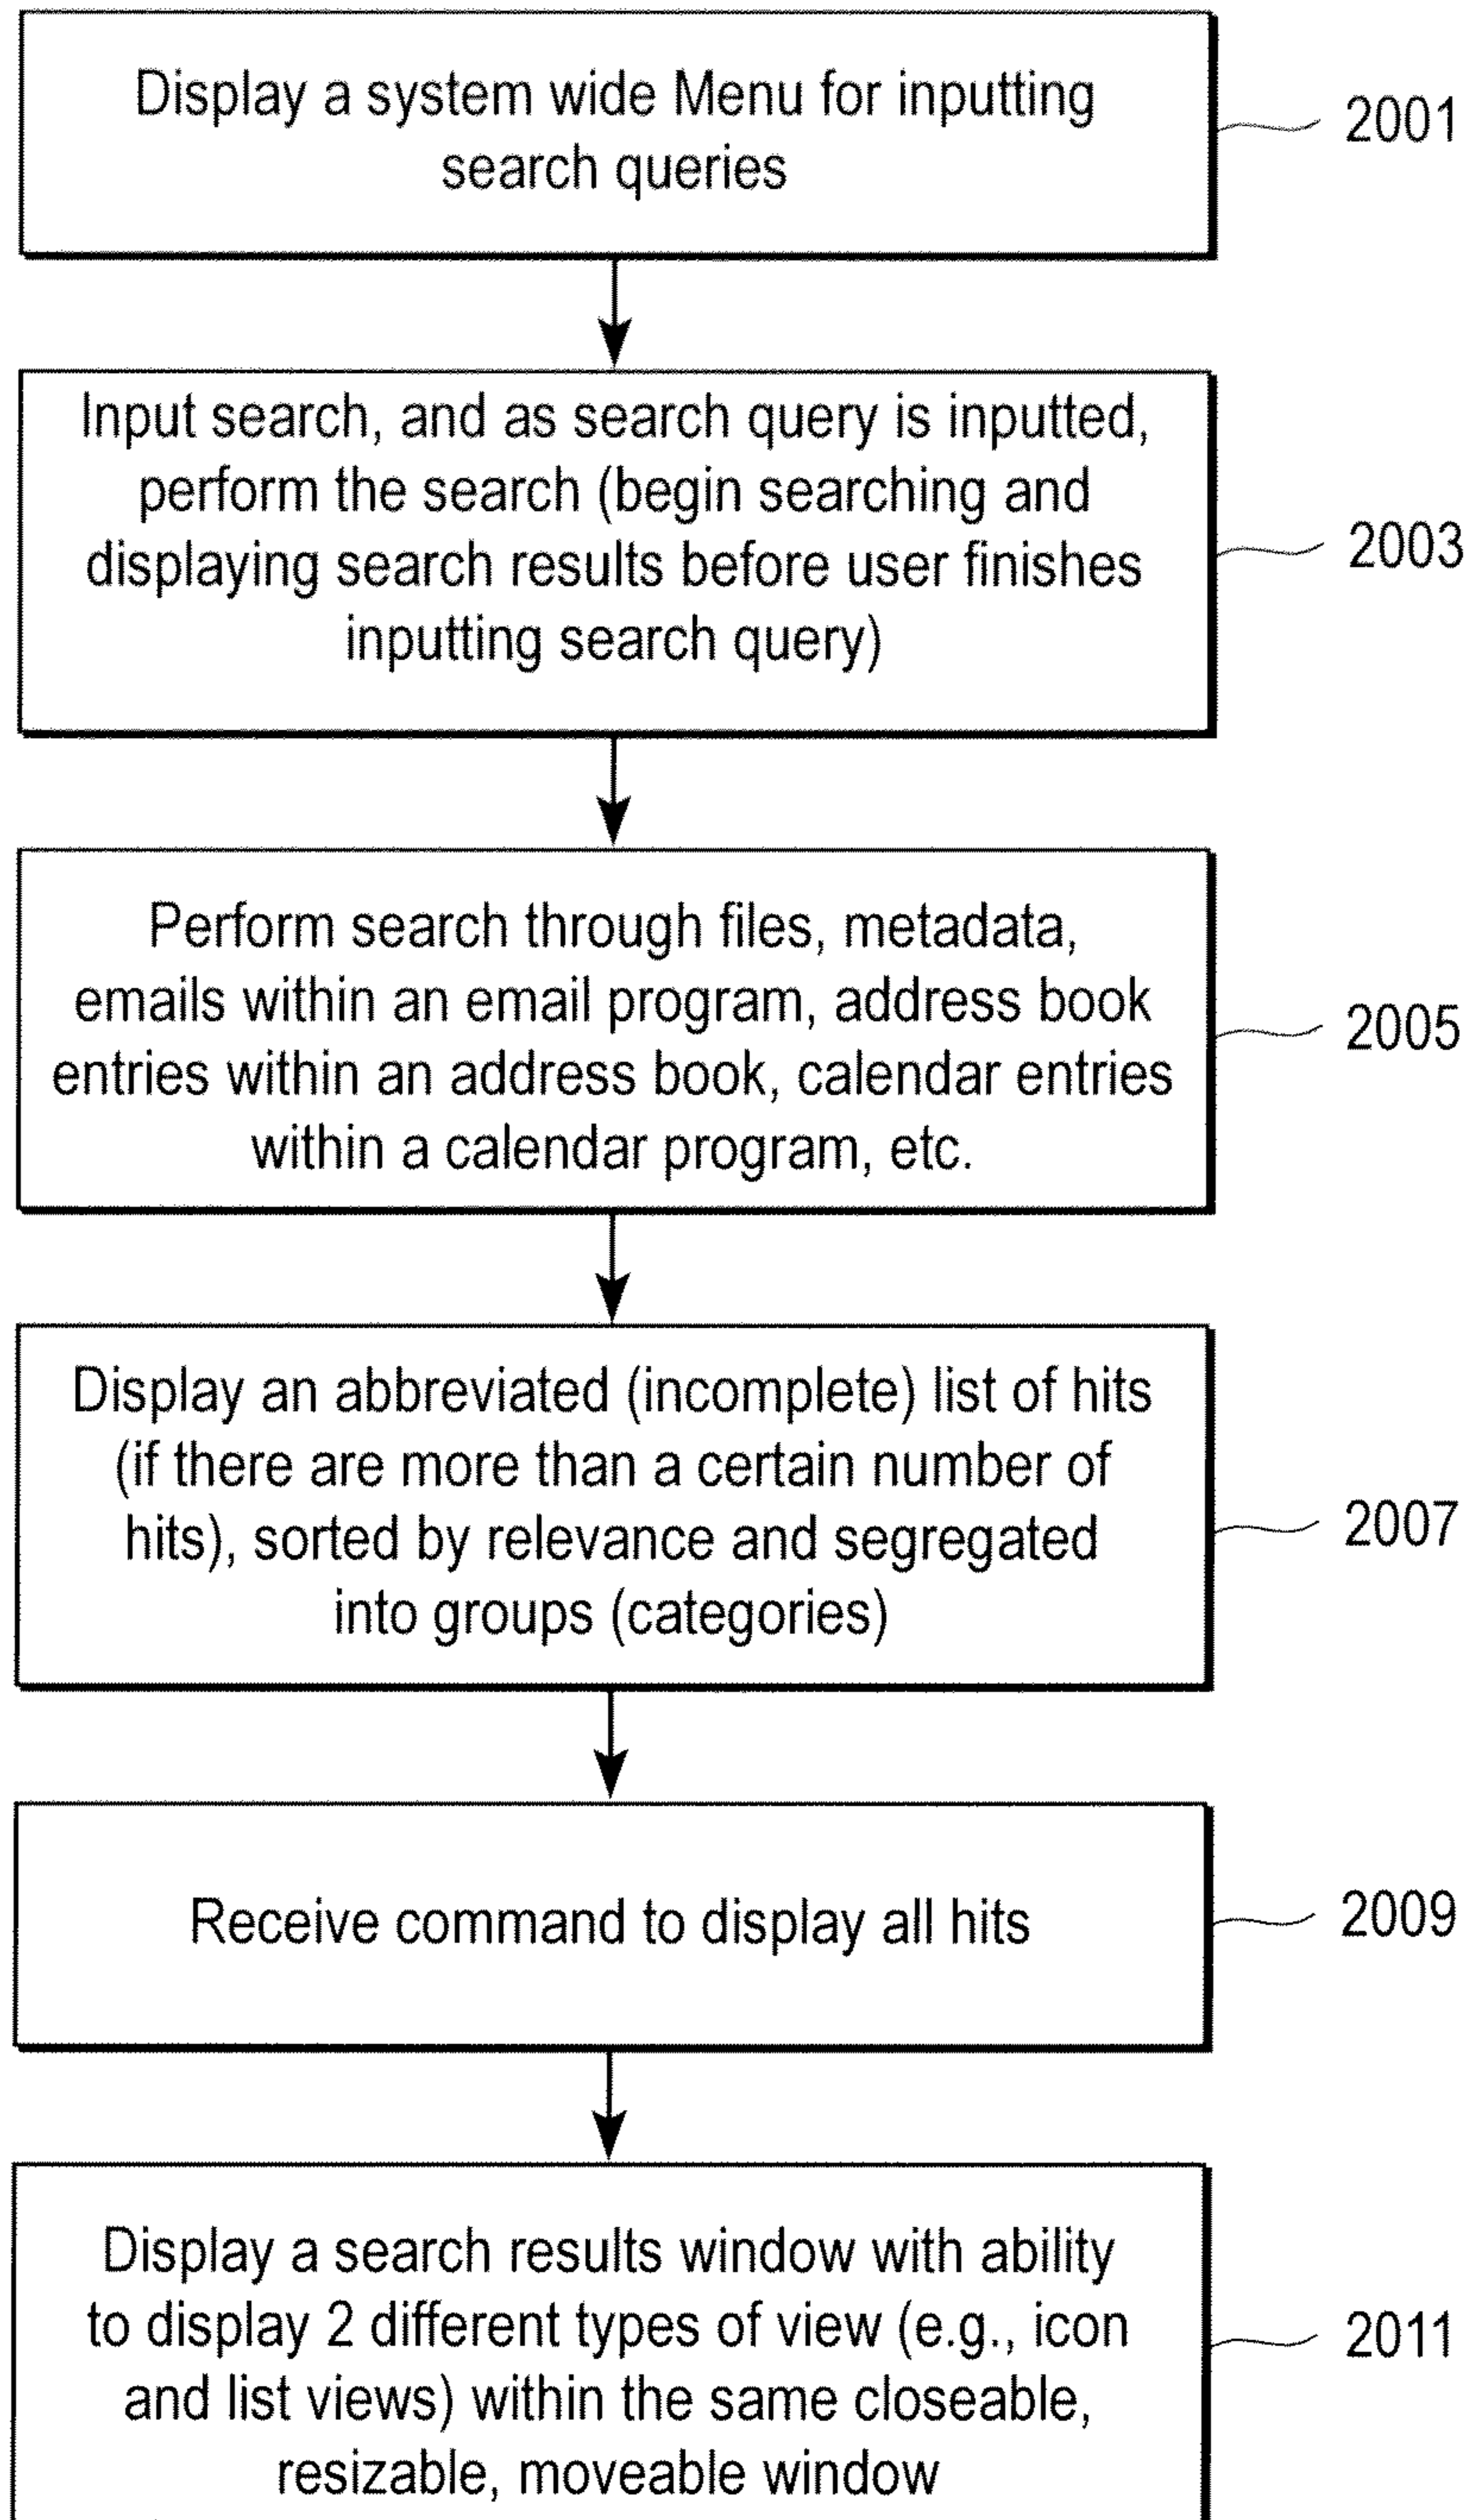 Display a system wide Menu for inputting
search queries
2001
Input search, and as search query is inputted,
perform the search (begin searching and
displaying search results before user finishes
inputting search query)
2003
Perform search through files, metadata,
emails within an email program, address book
entries within an address book, calendar entries
within a calendar program, etc.
2005
Display an abbreviated (incomplete) list of hits
(if there are more than a certain number of
hits), sorted by relevance and segregated
into groups (categories)
2007
Receive command to display all hits
2009
Display a search results window with ability
to display 2 different types of view (e.g., icon
and list views) within the same closeable,
resizable, moveable window
2011